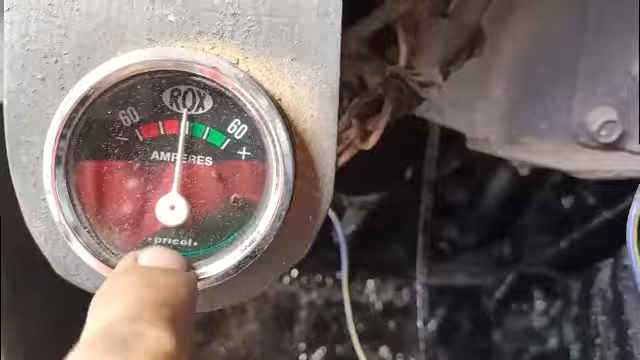 ROX
60 60
- +
AMPERES
pricol